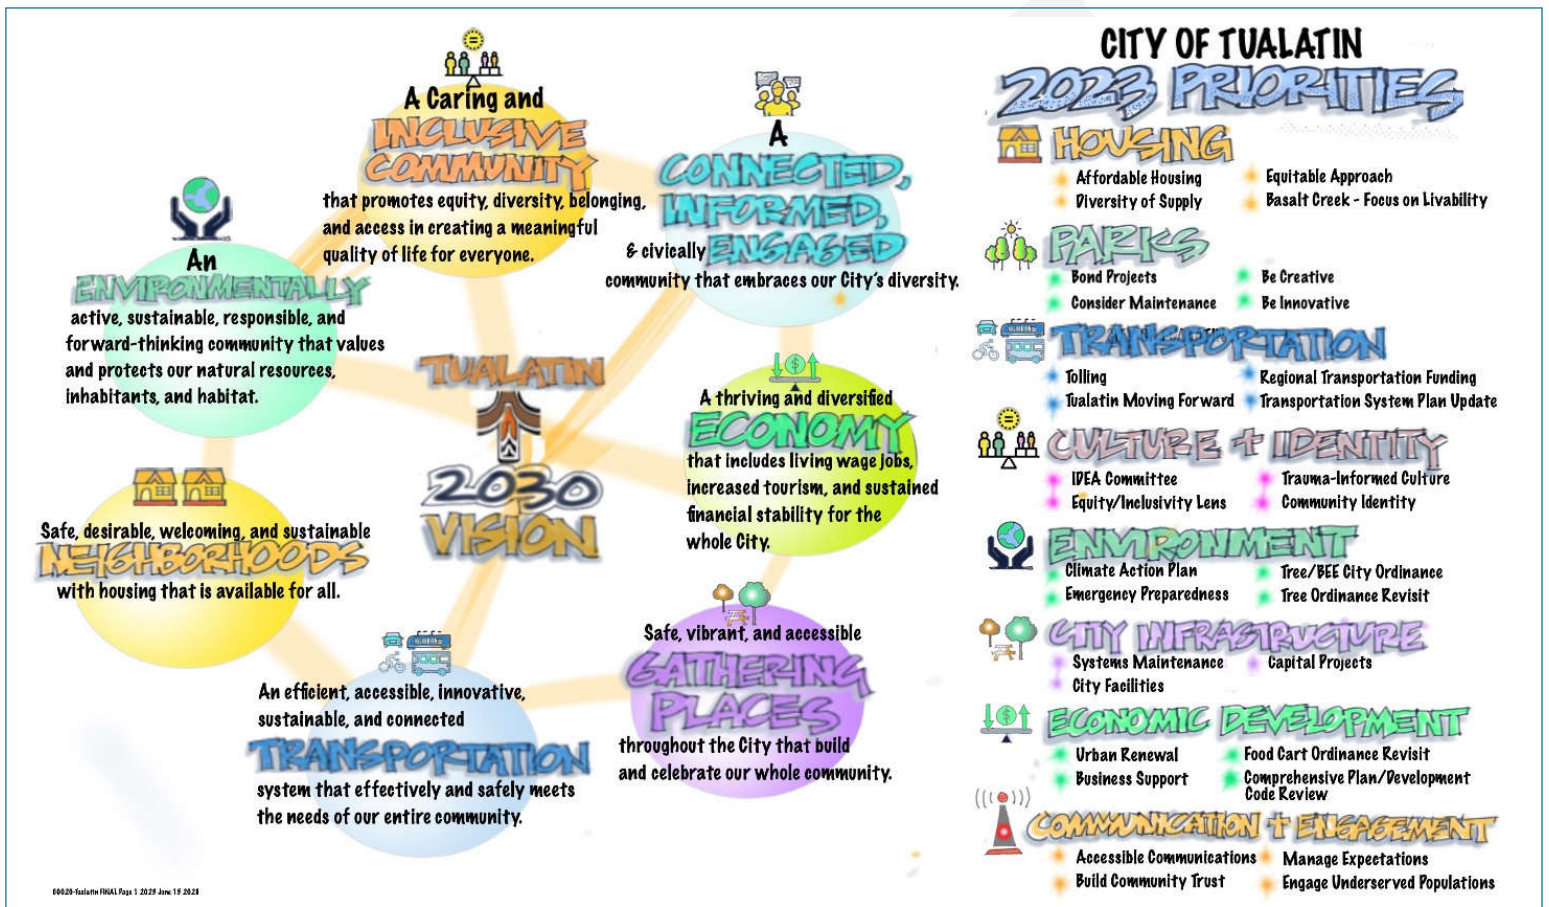 A Caring and
INCLUSIVE
COMMUNITY
that promotes equity, diversity, belonging,
and access in creating a meaningful
quality of life for everyone.
A
CONNECTED,
INFORMED,
& civically ENGAGED
community that embraces our City's diversity.
An
ENVIRONMENTALLY
active, sustainable, responsible, and
forward-thinking community that values
and protects our natural resources,
inhabitants, and habitat.
TUALATIN
2030
VISION
A thriving and diversified
ECONOMY
that includes living wage jobs,
increased tourism, and sustained
financial stability for the
whole City.
Safe, desirable, welcoming, and sustainable
NEIGHBORHOODS
with housing that is available for all.
An efficient, accessible, innovative,
sustainable, and connected
TRANSPORTATION
system that effectively and safely meets
the needs of our entire community.
Safe, vibrant, and accessible
GATHERING
PLACES
throughout the City that build
and celebrate our whole community.
CITY OF TUALATIN
2023 PRIORITIES
HOUSING
Affordable Housing
Diversity of Supply
Equitable Approach
Basalt Creek - Focus on Livability
PARKS
Bond Projects
Consider Maintenance
Be Creative
Be Innovative
TRANSPORTATION
Tolling
Tualatin Moving Forward
Regional Transportation Funding
Transportation System Plan Update
CULTURE + IDENTITY
IDEA Committee
Equity/Inclusivity Lens
Trauma-Informed Culture
Community Identity
ENVIRONMENT
Climate Action Plan
Emergency Preparedness
Tree/BEE City Ordinance
Tree Ordinance Revisit
CITY INFRASTRUCTURE
Systems Maintenance
City Facilities
Capital Projects
ECONOMIC DEVELOPMENT
Urban Renewal
Business Support
Food Cart Ordinance Revisit
Comprehensive Plan/Development
Code Review
COMMUNICATION + ENGAGEMENT
Accessible Communications
Build Community Trust
Manage Expectations
Engage Underserved Populations
Tualatin FINAL Page 1 June 15